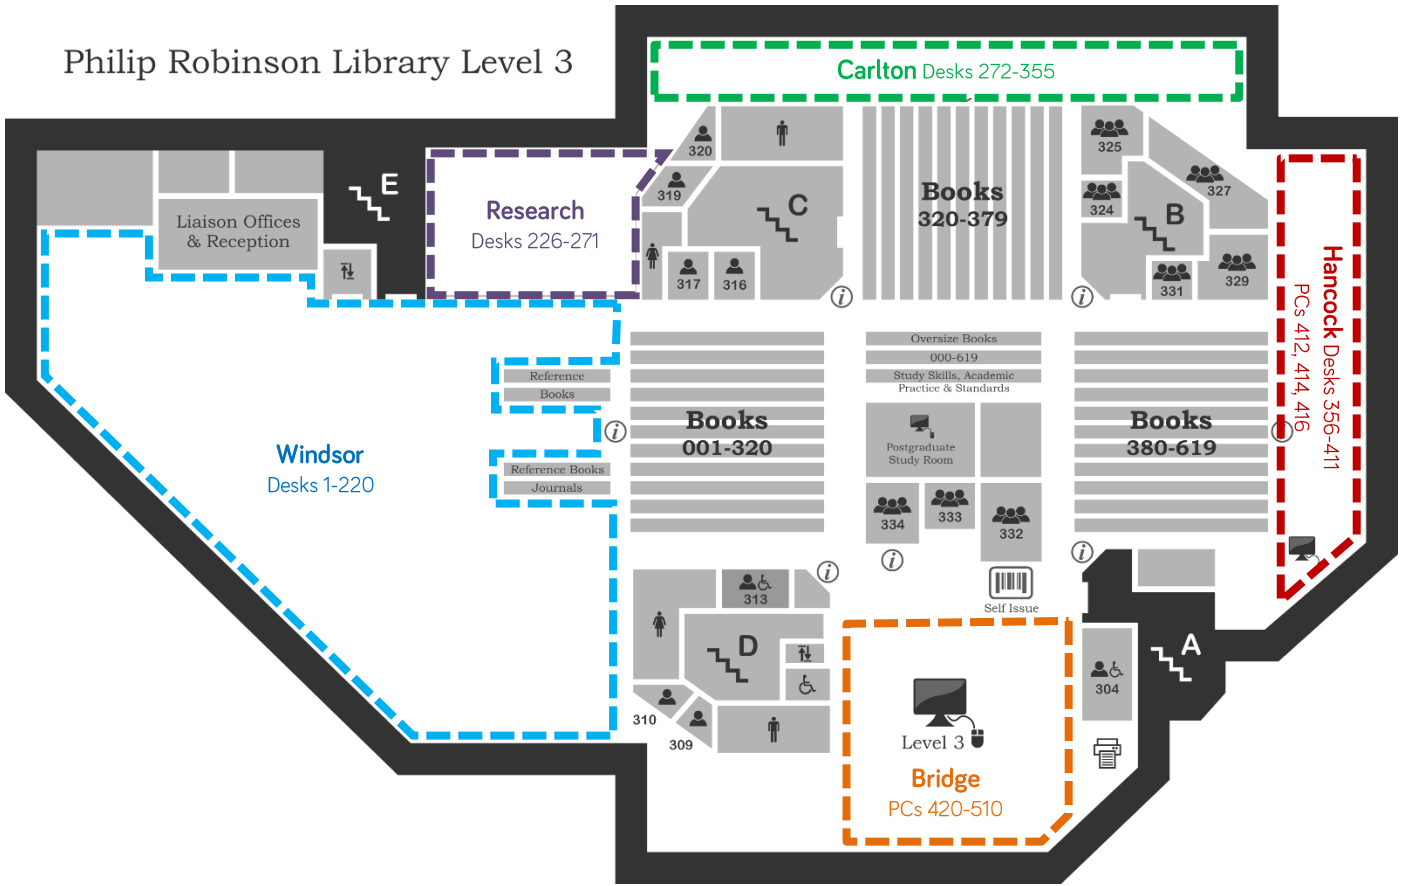 Philip Robinson Library Level 3
Carlton Desks 272-355
320
325
319
327
324
E
C
B
Liaison Offices
& Reception
Research
Desks 226-271
Books
320-379
317
316
331
329
i
i
Hancock Desks 356-411
PCs 412, 414, 416
Oversize Books
000-619
Study Skills, Academic
Practice & Standards
Reference
Books
Books
001-320
Books
380-619
i
i
Postgraduate
Study Room
Windsor
Desks 1-220
Reference Books
Journals
334
333
332
i
i
i
313
Self Issue
D
A
304
310
309
Level 3
Bridge
PCs 420-510